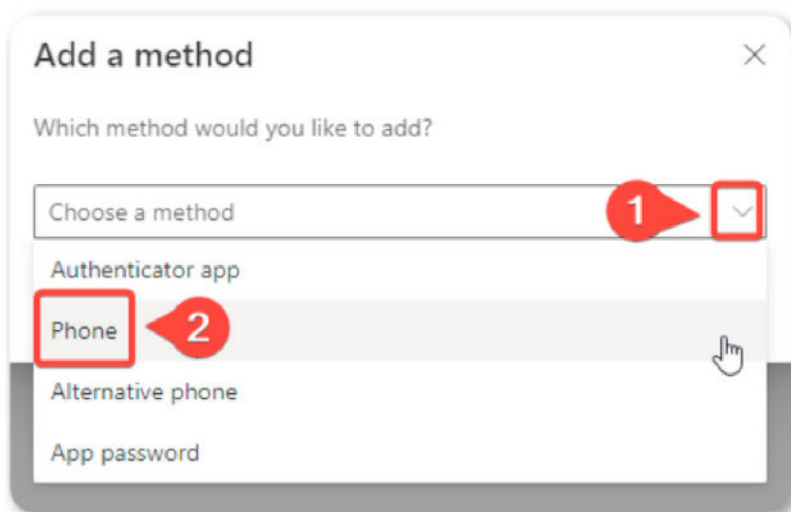 Add a method
Which method would you like to add?
Choose a method
1
Authenticator app
Phone
2
Alternative phone
App password